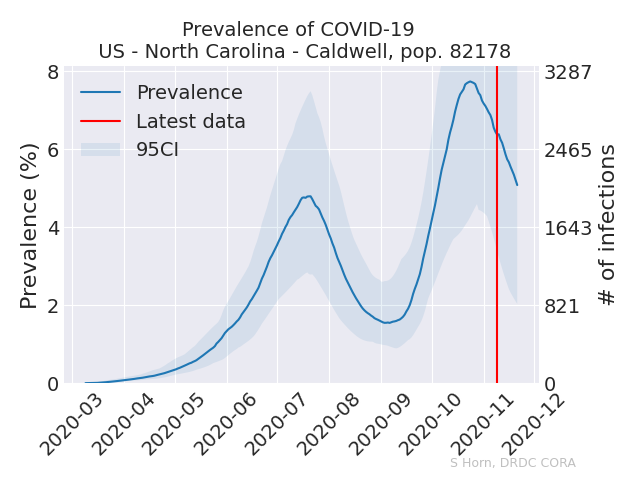 Prevalence of COVID-19
US - North Carolina - Caldwell, pop. 82178
Prevalence (%)
8
6
4
2
0
Prevalence
Latest data
95CI
3287
2465
1643
821
0
# of infections
2020-03
2020-04
2020-05
2020-06
2020-07
2020-08
2020-09
2020-10
2020-11
2020-12
S Horn, DRDC CORA